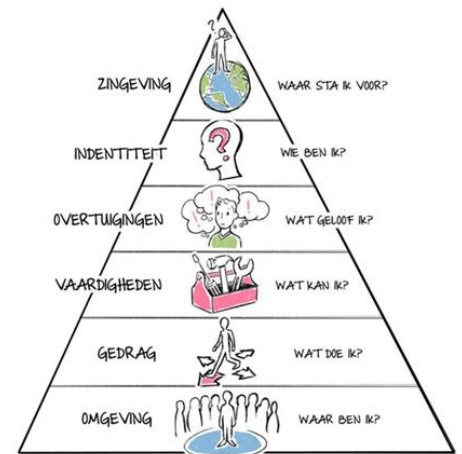 ?
ZINGEVING WAAR STA IK VOOR?
INDENTITEIT ? WIE BEN IK?
OVERTUIGINGEN ! ! ! WAT GELOOF IK?
VAARDIGHEDEN WAT KAN IK?
GEDRAG WAT DOE IK?
OMGEVING WAAR BEN IK?